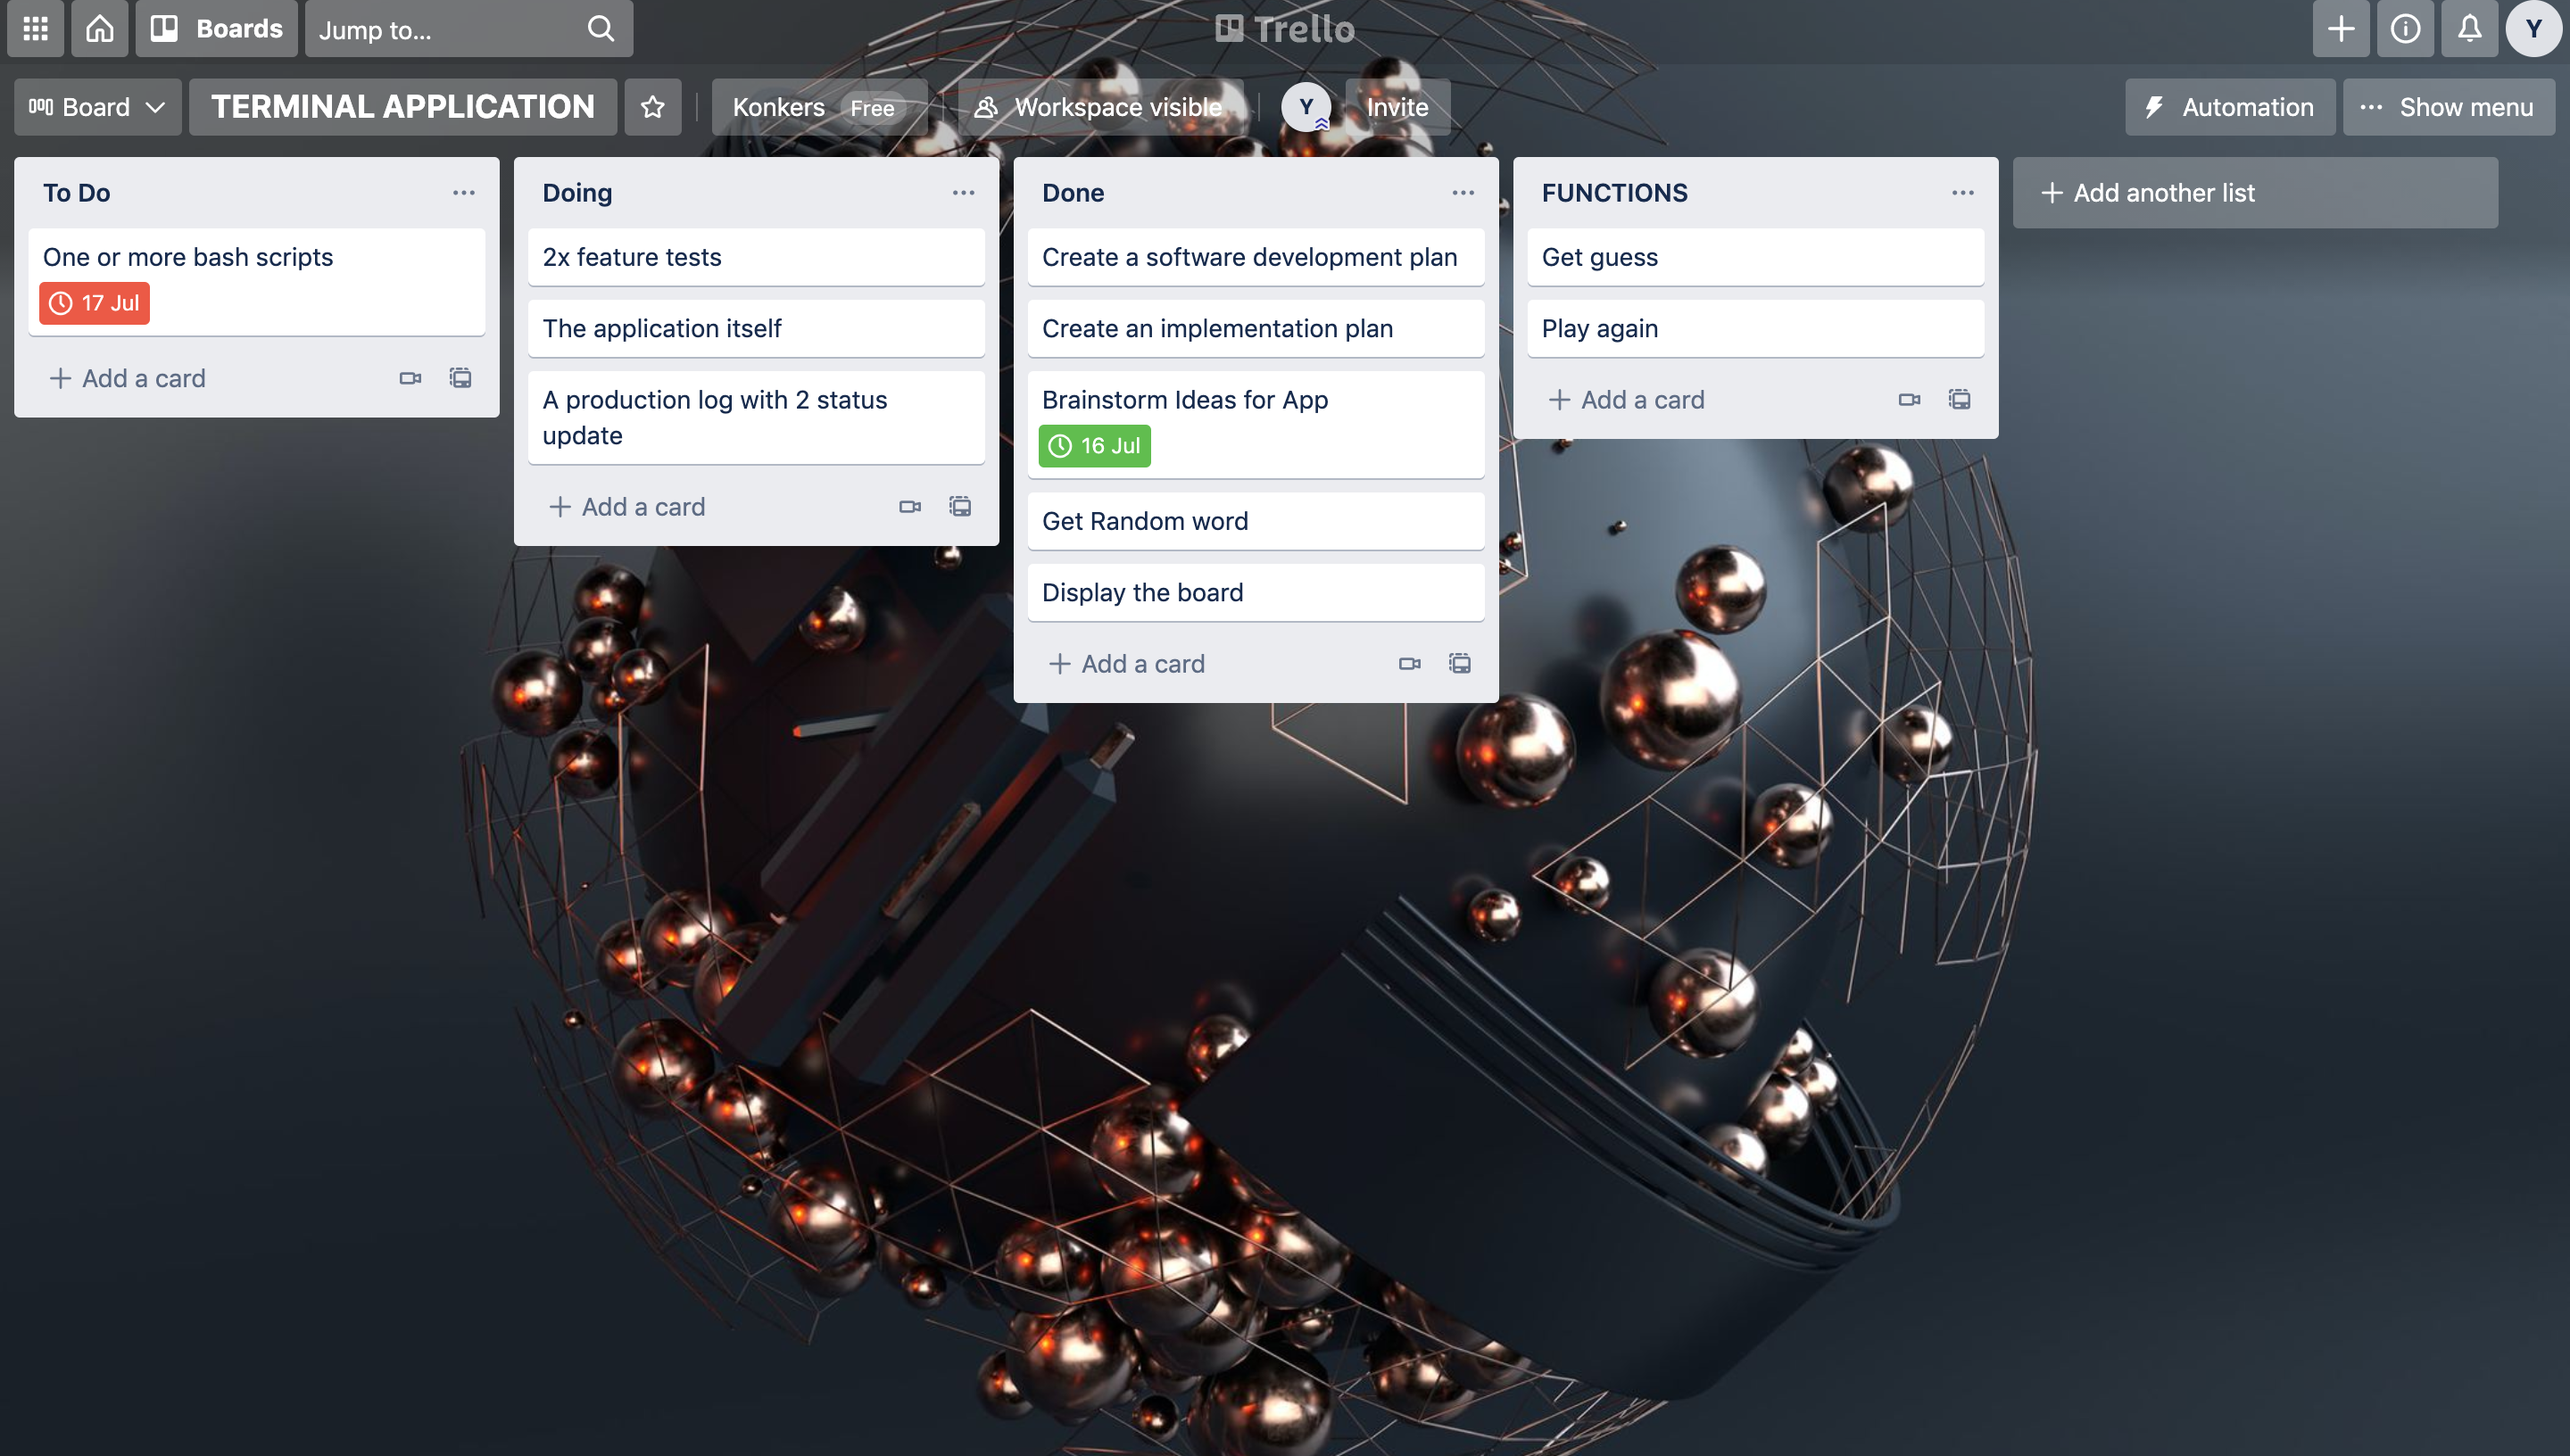 Boards
Jump to...
Trello
Y
Board
TERMINAL APPLICATION
Konkers Free
Workspace visible
Y
Invite
Automation
Show menu
To Do
One or more bash scripts
17 Jul
Add a card
Doing
2x feature tests
The application itself
A production log with 2 status
update
Add a card
Done
Create a software development plan
Create an implementation plan
Brainstorm Ideas for App
16 Jul
Get Random word
Display the board
Add a card
FUNCTIONS
Get guess
Play again
Add a card
Add another list